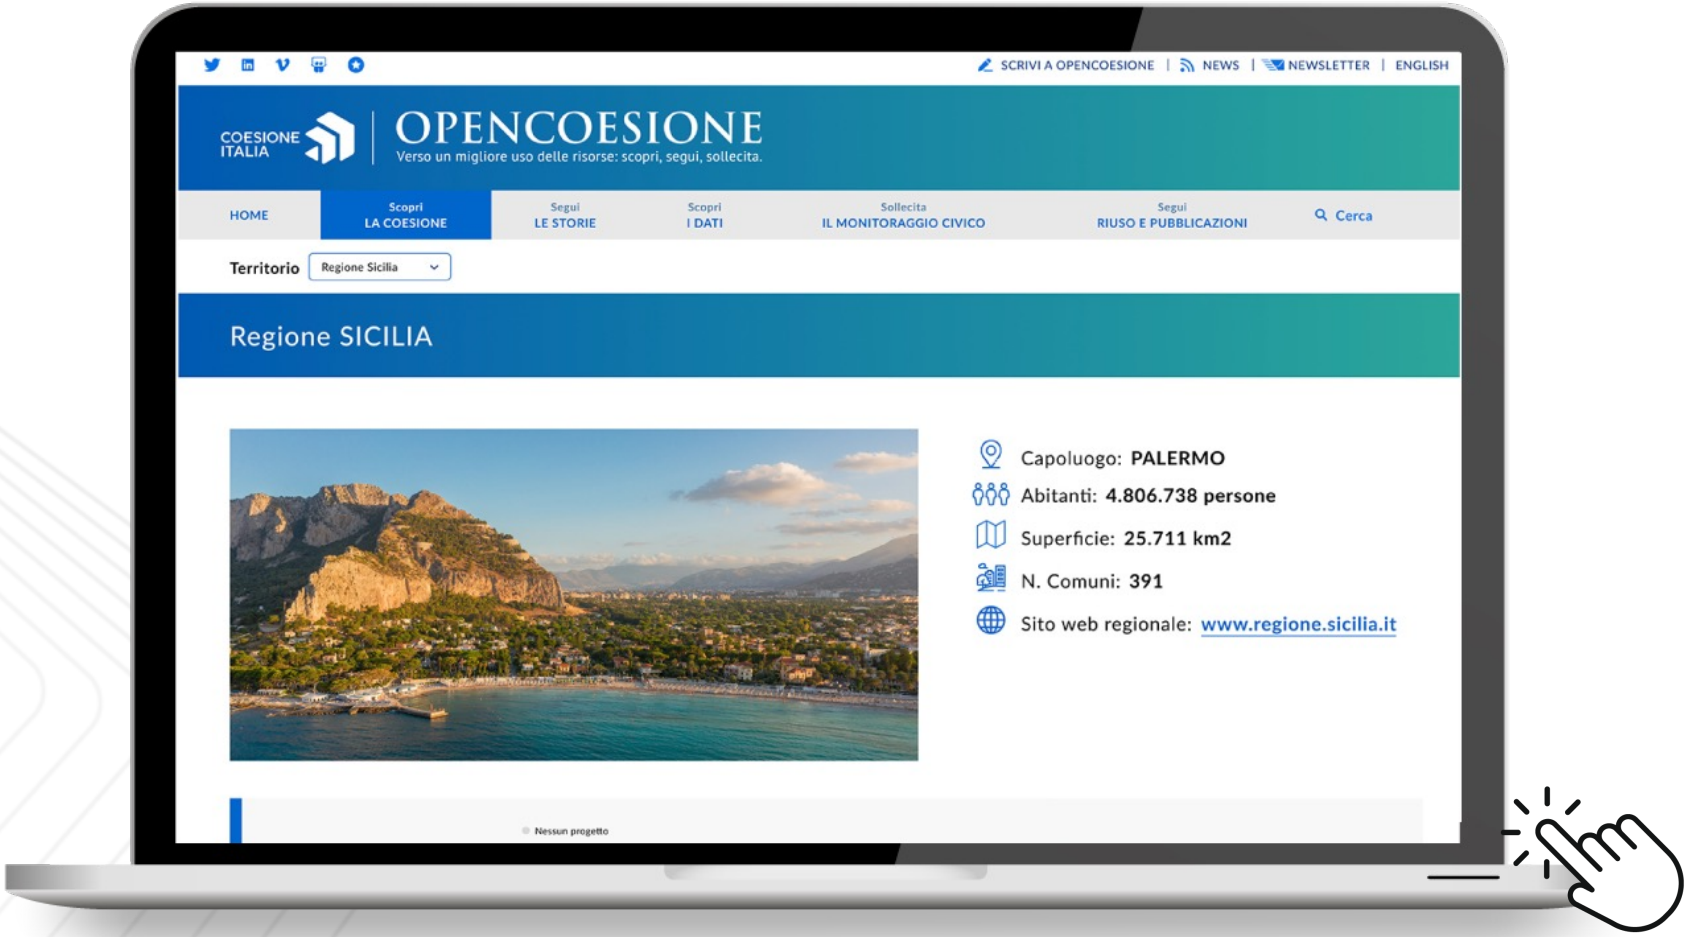 SCRIVI A OPENCOESIONE | NEWS | NEWSLETTER | ENGLISH
COESIONE
ITALIA
OPENCOESIONE
Verso un migliore uso delle risorse: scopri, segui, sollecita.
HOME
Scopri
LA COESIONE
Segui
LE STORIE
Scopri
I DATI
Sollecita
IL MONITORAGGIO CIVICO
Segui
RIUSO E PUBBLICAZIONI
Cerca
Territorio Regione Sicilia
Regione SICILIA
Capoluogo: PALERMO
Abitanti: 4.806.738 persone
Superficie: 25.711 km2
N. Comuni: 391
Sito web regionale: www.regione.sicilia.it
Nessun progetto